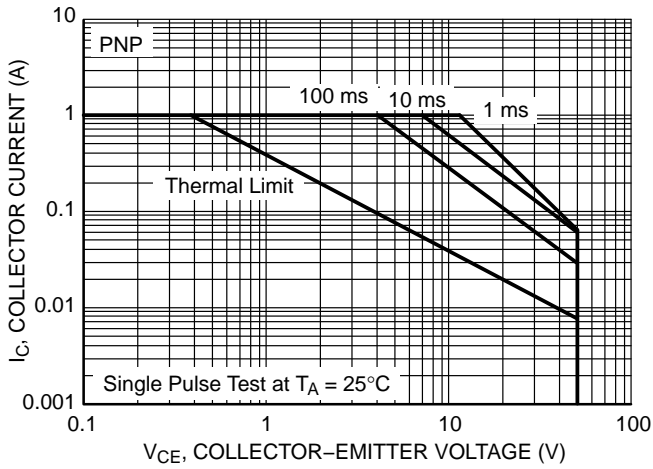 10
PNP
100 ms
10 ms
1 ms
1
Thermal Limit
0.1
0.01
Single Pulse Test at TA = 25°C
0.001
0.1
1
10
100
IC, COLLECTOR CURRENT (A)
VCE, COLLECTOR−EMITTER VOLTAGE (V)